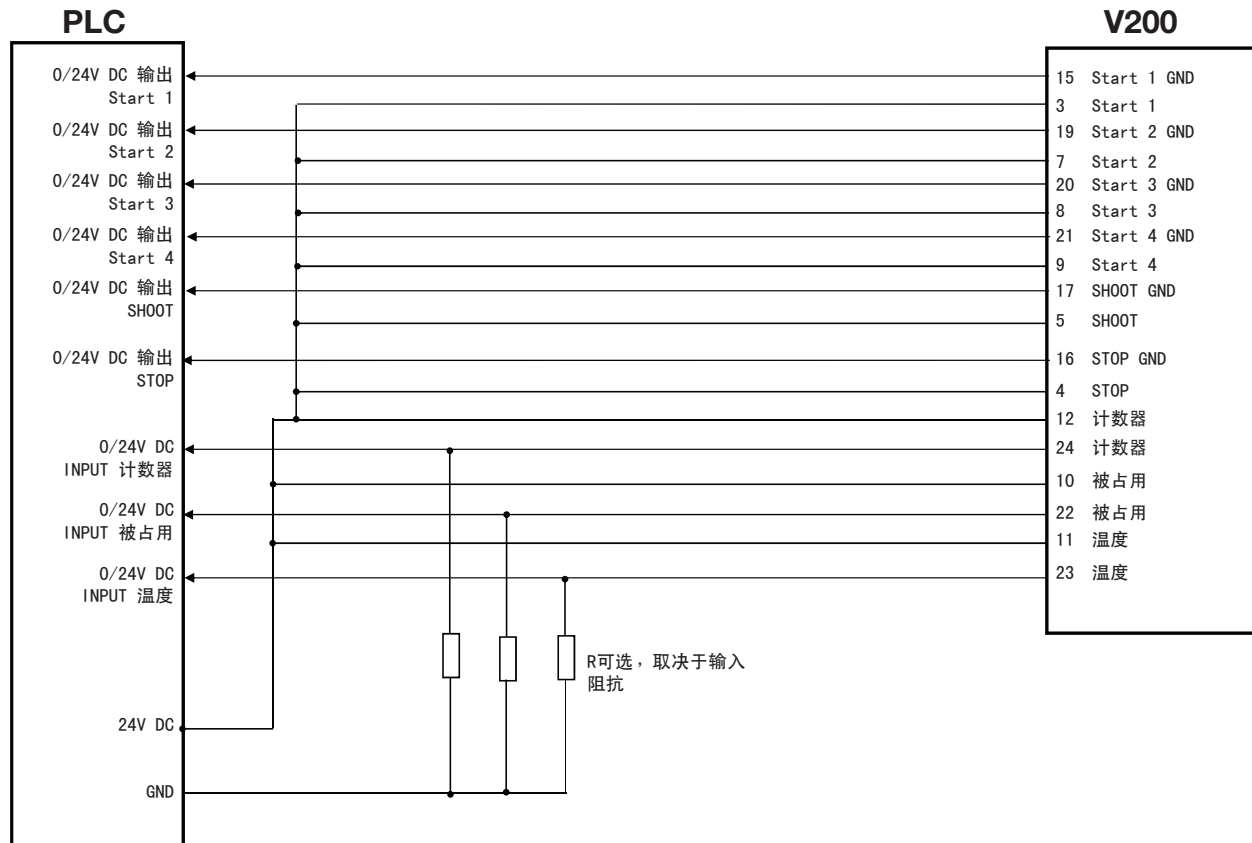 PLC
V200
0/24V DC 输出
Start 1
0/24V DC 输出
Start 2
0/24V DC 输出
Start 3
0/24V DC 输出
Start 4
0/24V DC 输出
SHOOT
0/24V DC 输出
STOP
0/24V DC
INPUT 计数器
0/24V DC
INPUT 被占用
0/24V DC
INPUT 温度
24V DC
GND
R可选，取决于输入
阻抗
15 Start 1 GND
3 Start 1
19 Start 2 GND
7 Start 2
20 Start 3 GND
8 Start 3
21 Start 4 GND
9 Start 4
17 SHOOT GND
5 SHOOT
16 STOP GND
4 STOP
12 计数器
24 计数器
10 被占用
22 被占用
11 温度
23 温度